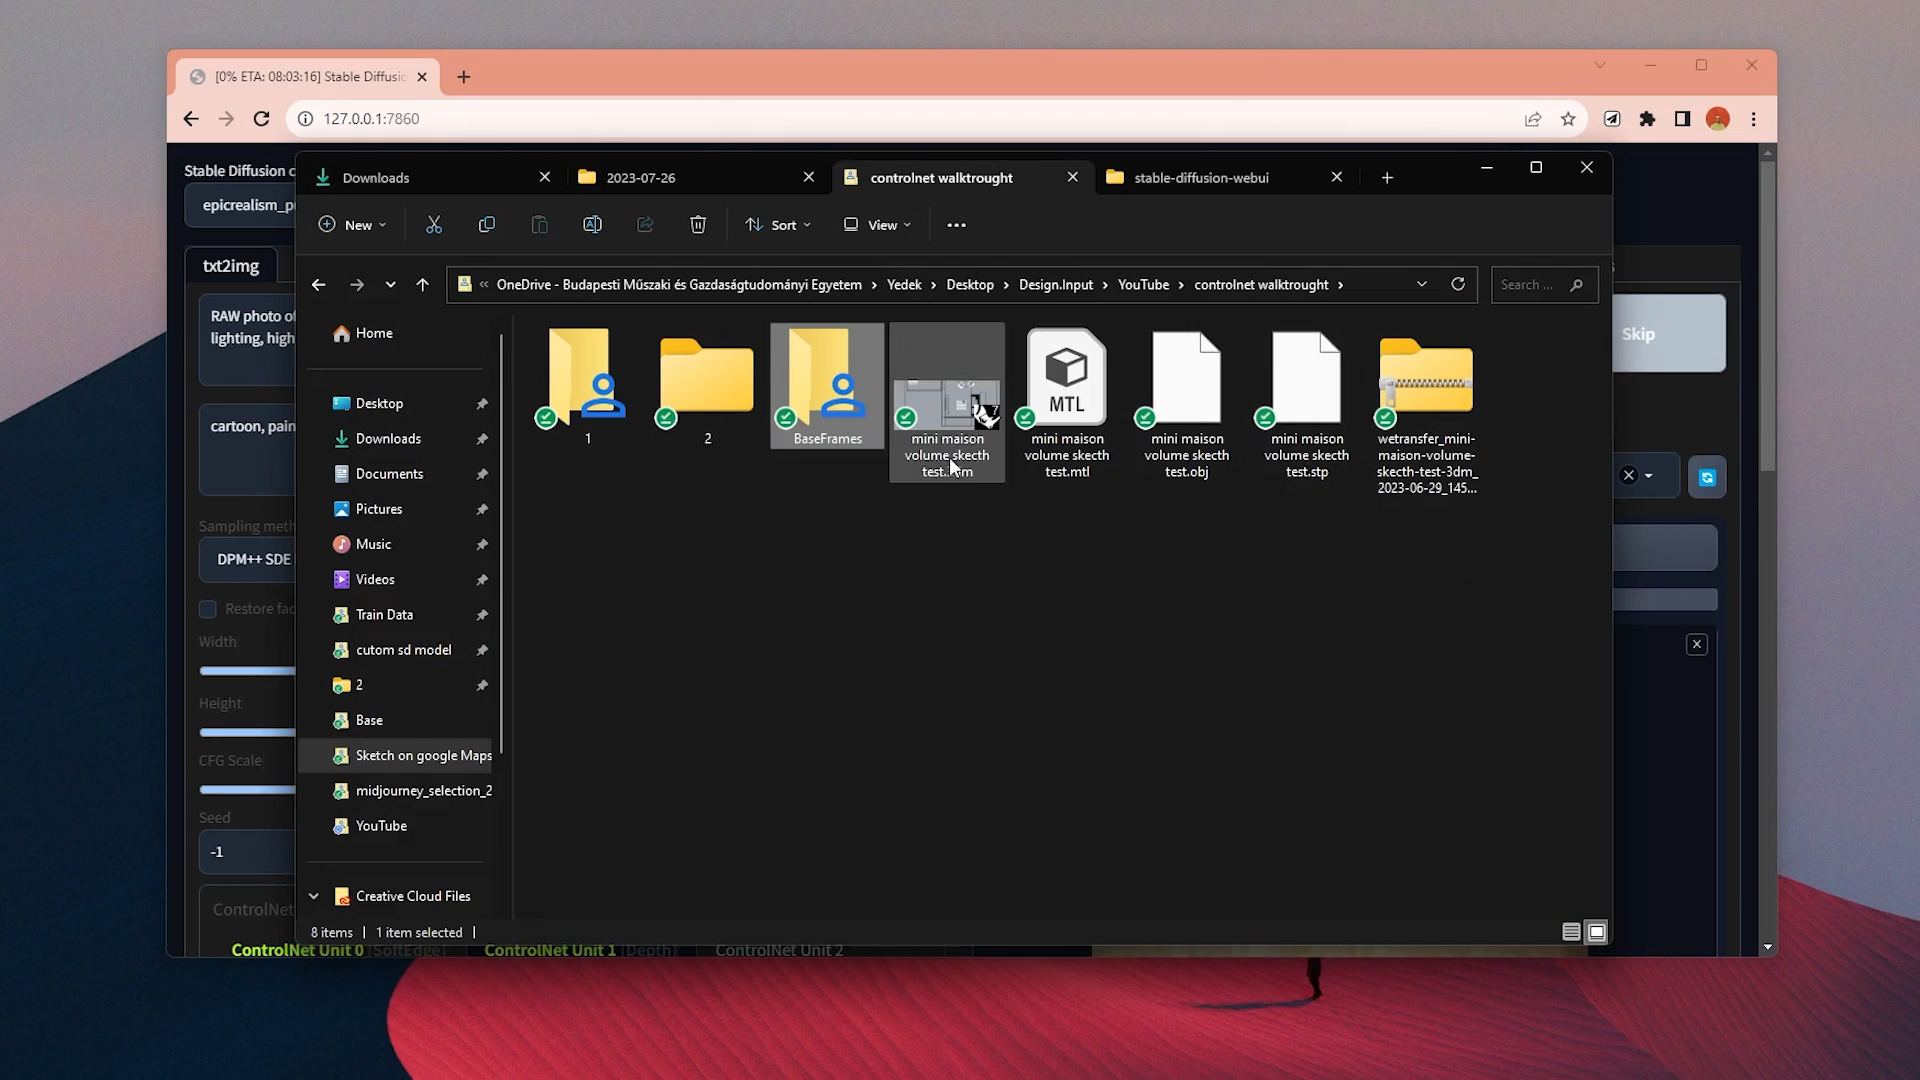 [0% ETA: 08:03:16] Stable Diffusio
127.0.0.1:7860
Stable Diffusion c
epicrealism_pu
txt2img
RAW photo of
lighting, high
cartoon, pain
Sampling meth
DPM++ SDE
Restore fac
Width
Height
CFG Scale
Seed
-1
ControlNet
ControlNet Unit 0 [SoftEdge]
ControlNet Unit 1 [Depth]
ControlNet Unit 2
Skip
Downloads
2023-07-26
controlnet walktrought
stable-diffusion-webui
New
Sort
View
« OneDrive - Budapesti Műszaki és Gazdaságtudományi Egyetem > Yedek > Desktop > Design.Input > YouTube > controlnet walktrought >
Search ...
Home
Desktop
Downloads
Documents
Pictures
Music
Videos
Train Data
cutom sd model
2
Base
Sketch on google Maps
midjourney_selection_2
YouTube
Creative Cloud Files
1
2
BaseFrames
mini maison
volume skecth
mini maison
volume skecth
test.mtl
MTL
mini maison
volume skecth
test.obj
mini maison
volume skecth
test.stp
wetransfer_mini-
maison-volume-
skecth-test-3dm_
2023-06-29_145...
8 items
1 item selected